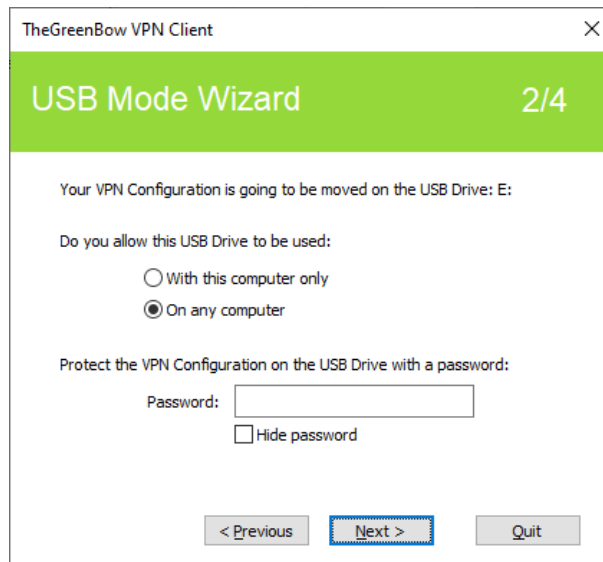 TheGreenBow VPN Client
USB Mode Wizard 2/4
Your VPN Configuration is going to be moved on the USB Drive: E:
Do you allow this USB Drive to be used:
With this computer only
On any computer
Protect the VPN Configuration on the USB Drive with a password:
Password:
Hide password
< Previous Next > Quit